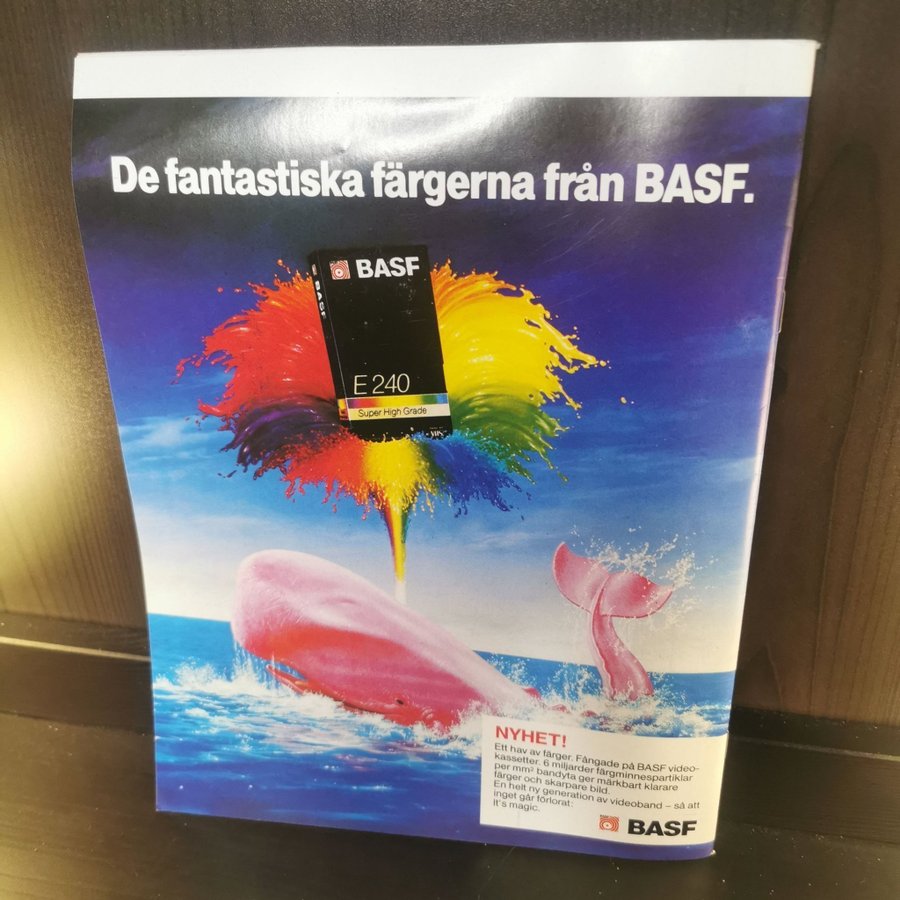 De fantastiska färgerna från BASF.
BASF
BASF
E 240
Super High Grade
VHS
NYHET!
Ett hav av färger. Fångade på BASF video-
kassetter. 6 miljarder färgminnespartiklar
per mm² bandyta ger märkbart klarare
färger och skarpare bild.
En helt ny generation av videoband – så att
inget går förlorat:
It's magic.
BASF